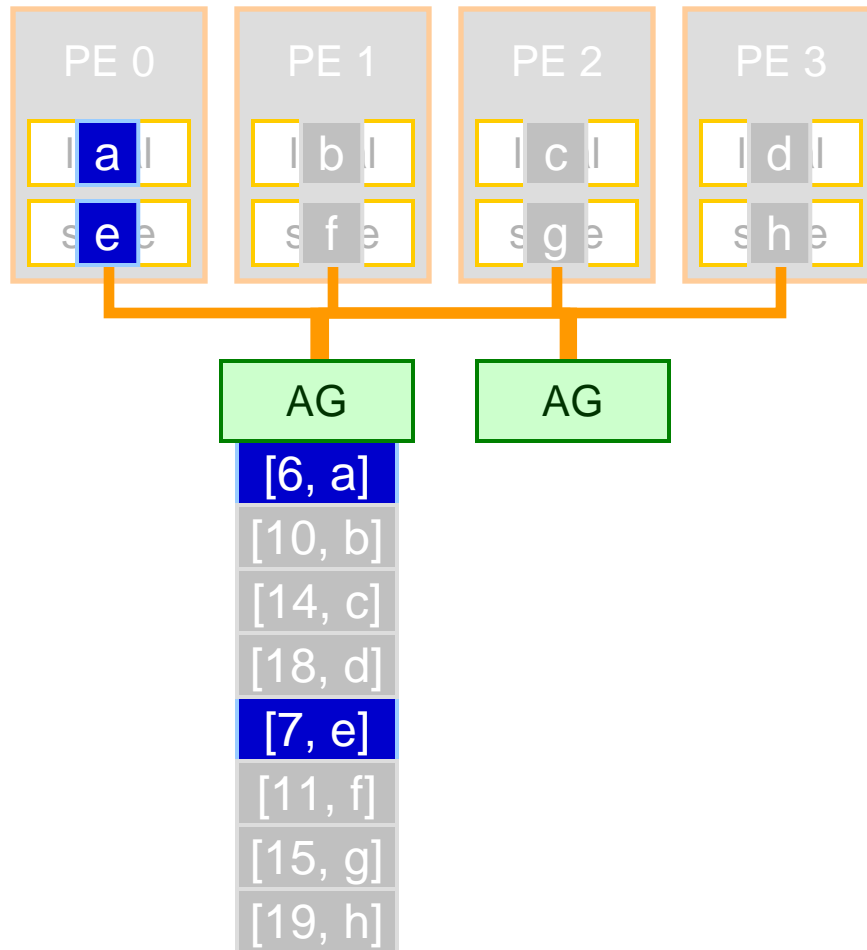 PE 0 PE 1 PE 2 PE 3
a b c d
e f g h
AG AG
[6, a]
[10, b]
[14, c]
[18, d]
[7, e]
[11, f]
[15, g]
[19, h]